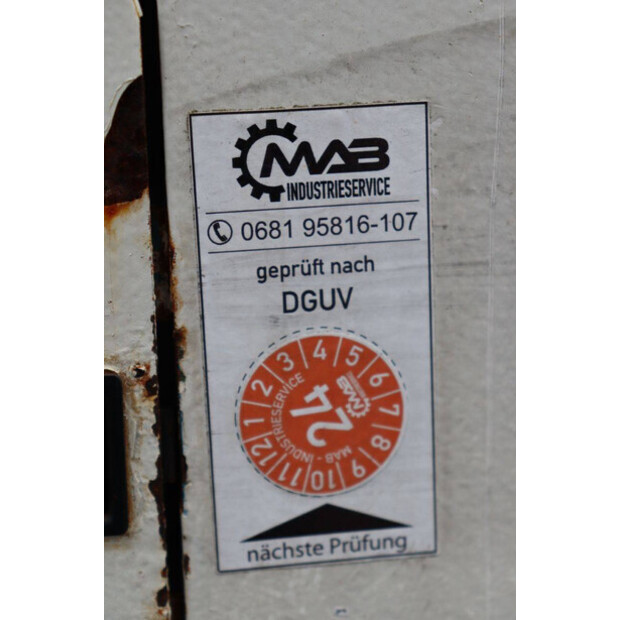 MAB
INDUSTRIESERVICE
0681 95816-107
geprüft nach
DGUV
1 2 3 4 5 6 7 8 9 10 11 12
MAB - INDUSTRIESERVICE
24
MAB
nächste Prüfung